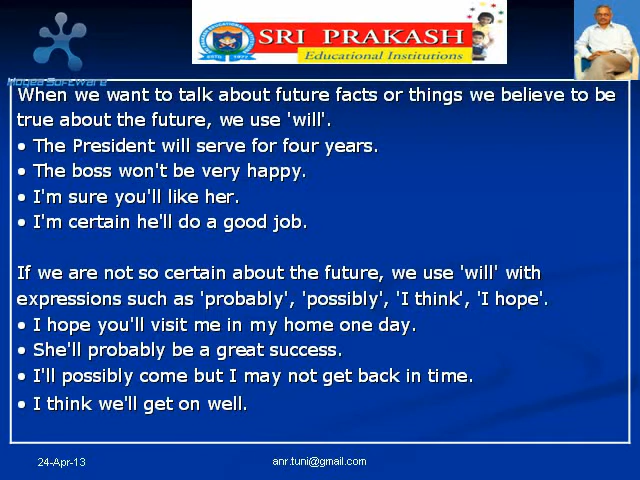 SRI PRAKASH
Educational Institutions
ESTD 1977
Moyea Software
When we want to talk about future facts or things we believe to be
true about the future, we use 'will'.
• The President will serve for four years.
• The boss won't be very happy.
• I'm sure you'll like her.
• I'm certain he'll do a good job.
If we are not so certain about the future, we use 'will' with
expressions such as 'probably', 'possibly', 'I think', 'I hope'.
• I hope you'll visit me in my home one day.
• She'll probably be a great success.
• I'll possibly come but I may not get back in time.
• I think we'll get on well.
24-Apr-13
anr.tuni@gmail.com